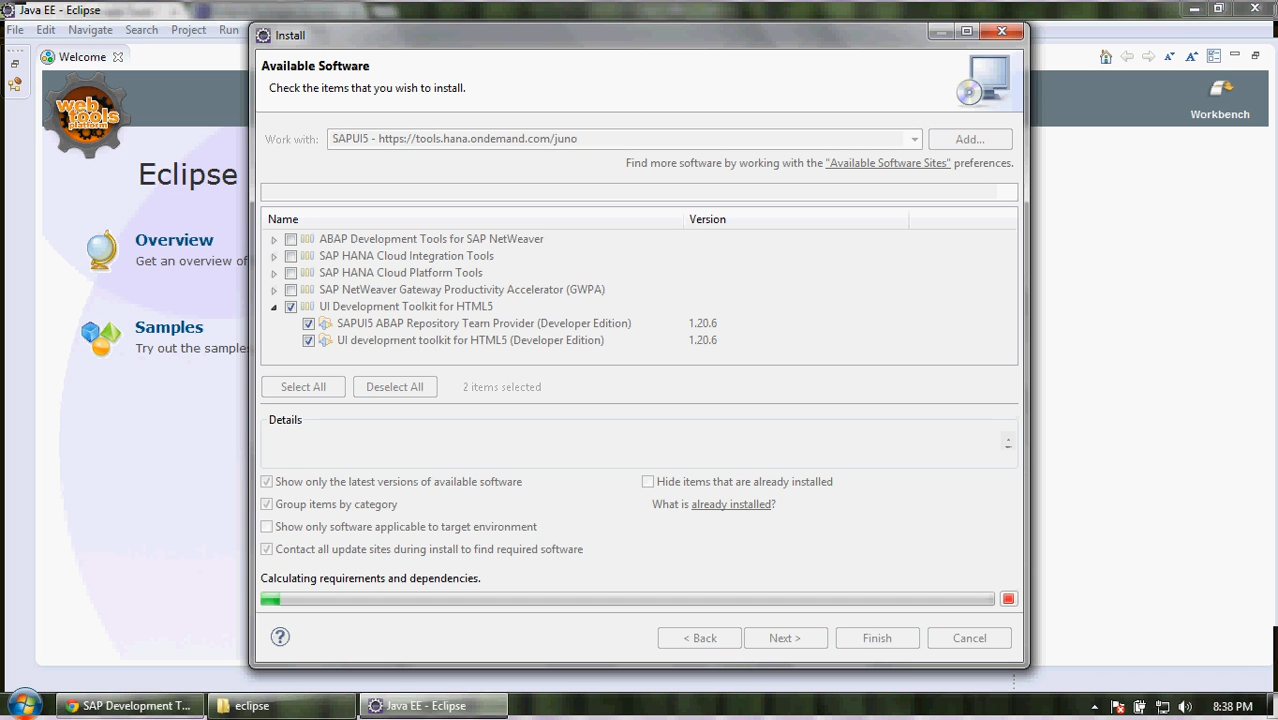 Java EE - Eclipse
File Edit Navigate Search Project Run
Install
Welcome
Available Software
Check the items that you wish to install.
web tools platform
Workbench
Work with: SAPUI5 - https://tools.hana.ondemand.com/juno Add...
Find more software by working with the "Available Software Sites" preferences.
Eclipse
Name Version
Overview
Get an overview of
ABAP Development Tools for SAP NetWeaver
SAP HANA Cloud Integration Tools
SAP HANA Cloud Platform Tools
SAP NetWeaver Gateway Productivity Accelerator (GWPA)
UI Development Toolkit for HTML5
SAPUI5 ABAP Repository Team Provider (Developer Edition) 1.20.6
UI development toolkit for HTML5 (Developer Edition) 1.20.6
Samples
Try out the samples
Select All Deselect All 2 items selected
Details
Show only the latest versions of available software Hide items that are already installed
Group items by category What is already installed?
Show only software applicable to target environment
Contact all update sites during install to find required software
Calculating requirements and dependencies.
< Back Next > Finish Cancel
SAP Development T... eclipse Java EE - Eclipse 8:38 PM